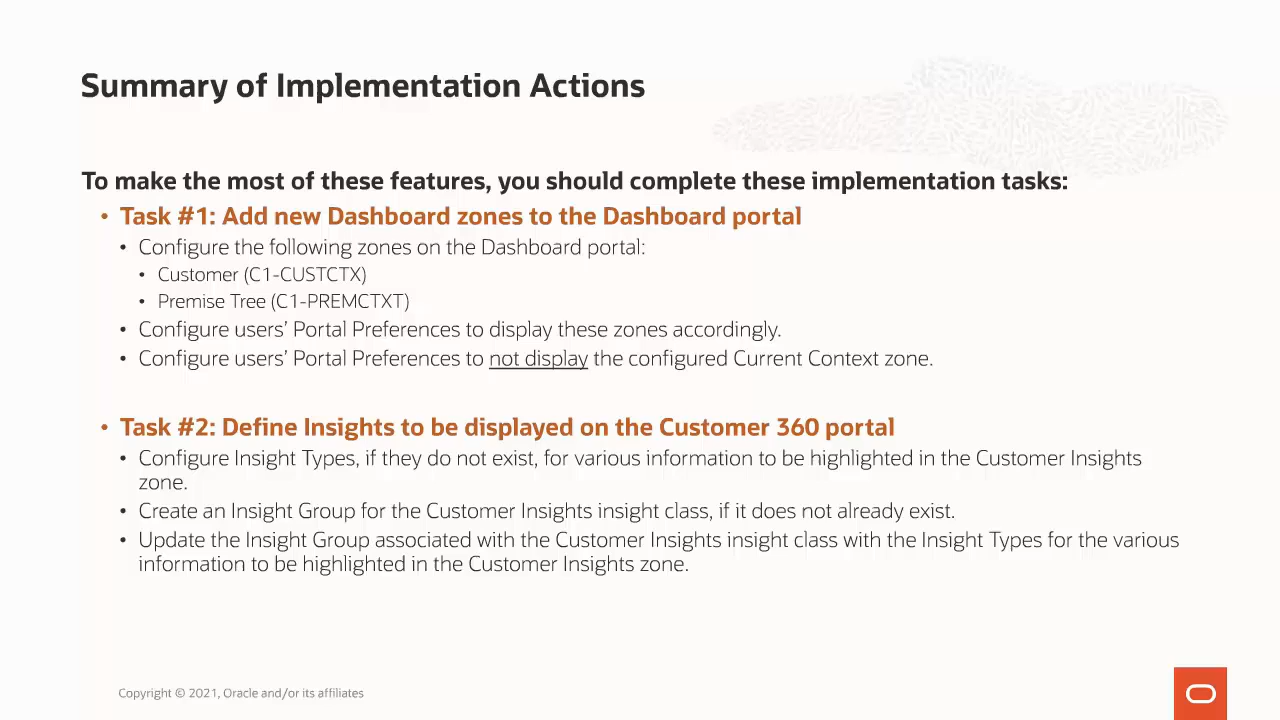 Summary of Implementation Actions
To make the most of these features, you should complete these implementation tasks:
• Task #1: Add new Dashboard zones to the Dashboard portal
• Configure the following zones on the Dashboard portal:
• Customer (C1-CUSTCTX)
• Premise Tree (C1-PREMCTXT)
• Configure users’ Portal Preferences to display these zones accordingly.
• Configure users’ Portal Preferences to not display the configured Current Context zone.
• Task #2: Define Insights to be displayed on the Customer 360 portal
• Configure Insight Types, if they do not exist, for various information to be highlighted in the Customer Insights
zone.
• Create an Insight Group for the Customer Insights insight class, if it does not already exist.
• Update the Insight Group associated with the Customer Insights insight class with the Insight Types for the various
information to be highlighted in the Customer Insights zone.
Copyright © 2021, Oracle and/or its affiliates